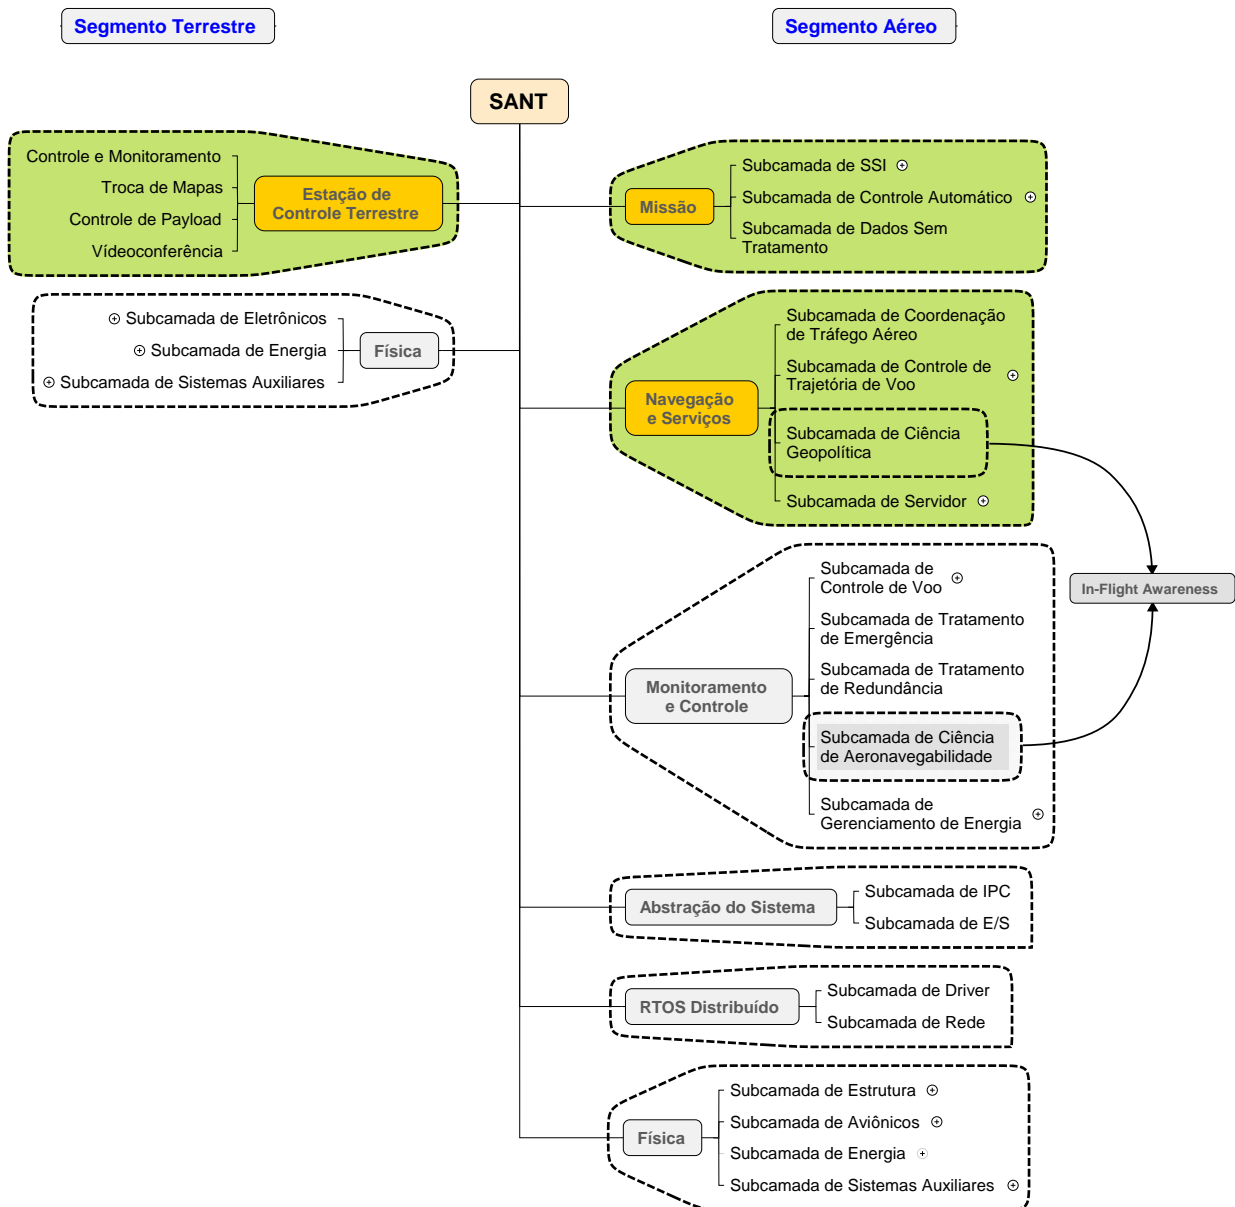 Segmento Terrestre
Segmento Aéreo
SANT
Controle e Monitoramento
Troca de Mapas
Controle de Payload
Vídeoconferência
Estação de
Controle Terrestre
Subcamada de Eletrônicos
Subcamada de Energia
Subcamada de Sistemas Auxiliares
Física
Missão
Subcamada de SSI
Subcamada de Controle Automático
Subcamada de Dados Sem
Tratamento
Navegação
e Serviços
Subcamada de Coordenação
de Tráfego Aéreo
Subcamada de Controle de
Trajetória de Voo
Subcamada de Ciência
Geopolítica
Subcamada de Servidor
Monitoramento
e Controle
Subcamada de
Controle de Voo
Subcamada de Tratamento
de Emergência
Subcamada de Tratamento
de Redundância
Subcamada de Ciência
de Aeronavegabilidade
Subcamada de
Gerenciamento de Energia
In-Flight Awareness
Abstração do Sistema
Subcamada de IPC
Subcamada de E/S
RTOS Distribuído
Subcamada de Driver
Subcamada de Rede
Física
Subcamada de Estrutura
Subcamada de Aviônicos
Subcamada de Energia
Subcamada de Sistemas Auxiliares